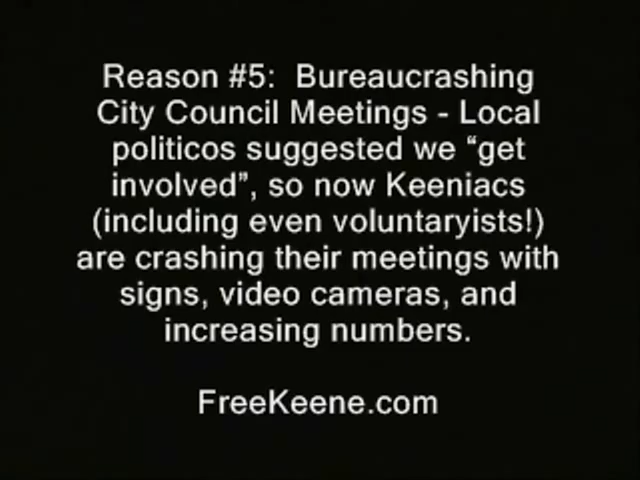 Reason #5:  Bureaucrashing
City Council Meetings - Local
politicos suggested we “get
involved”, so now Keeniacs
(including even voluntaryists!)
are crashing their meetings with
signs, video cameras, and
increasing numbers.
FreeKeene.com